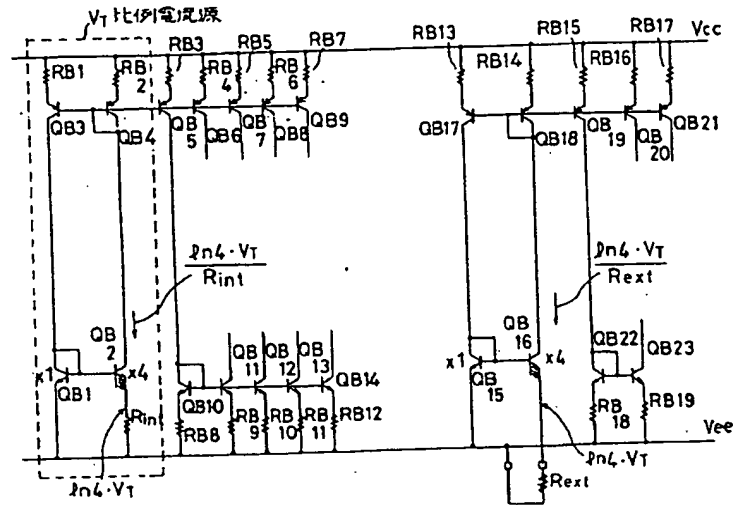 VT 比例電流源
RB1
RB 2
RB3
RB 4
RB5
RB 6
RB7
RB13
RB14
RB15
RB16
RB17
Vcc
QB3
QB4
QB 5
QB6
QB 7
QB8
QB9
QB17
QB18
QB 19
QB 20
QB21
ln4·VT
Rint
ln4·VT
Rext
QB 2
x1
x4
QB1
Rint
ln4·VT
QB10
QB 11
QB 12
QB 13
QB14
RB8
RB 9
RB 10
RB 11
RB12
QB 16
x1
x4
QB 15
QB22
QB23
RB 18
RB19
Vee
ln4·VT
Rext